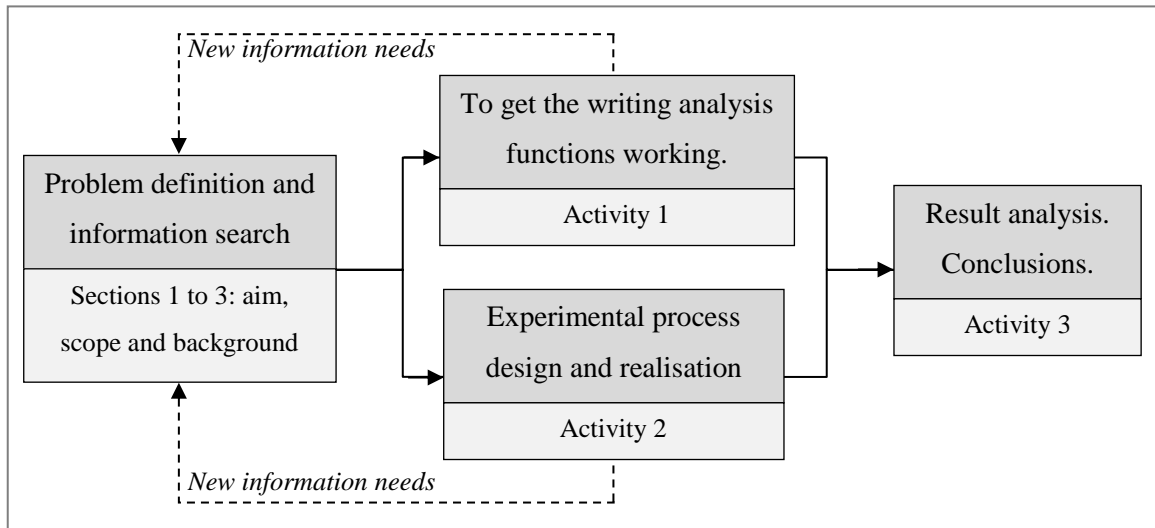 New information needs
To get the writing analysis
functions working.
Activity 1
Problem definition and
information search
Sections 1 to 3: aim,
scope and background
Experimental process
design and realisation
Activity 2
New information needs
Result analysis.
Conclusions.
Activity 3